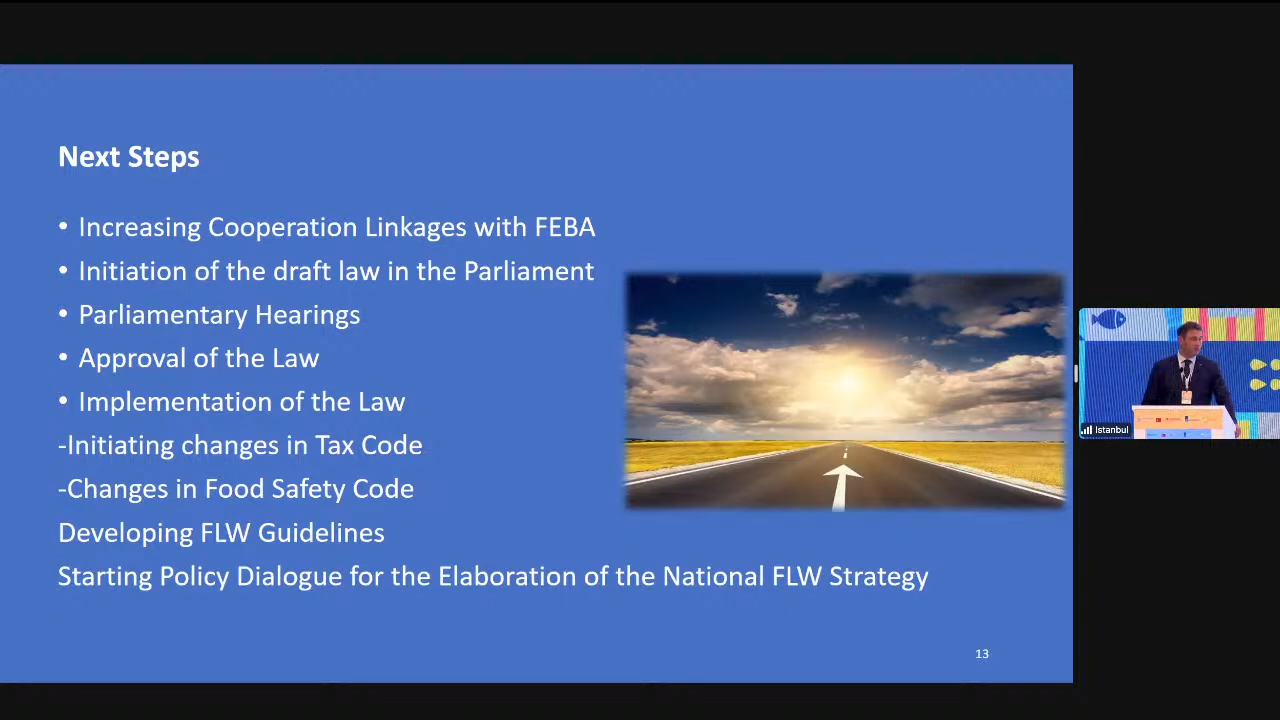 Next Steps
• Increasing Cooperation Linkages with FEBA
• Initiation of the draft law in the Parliament
• Parliamentary Hearings
• Approval of the Law
• Implementation of the Law
-Initiating changes in Tax Code
-Changes in Food Safety Code
Developing FLW Guidelines
Starting Policy Dialogue for the Elaboration of the National FLW Strategy
13
Istanbul